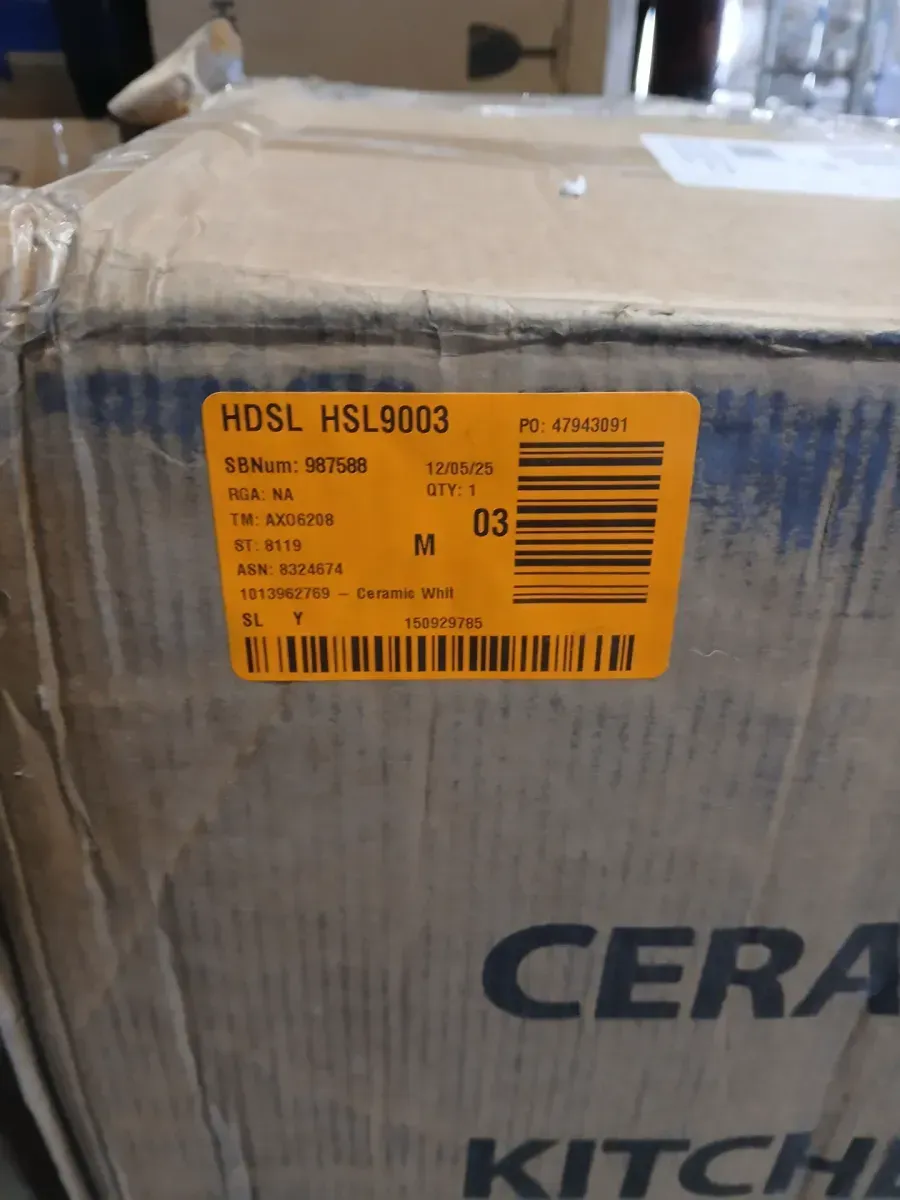 HDSL HSL9003
PO: 47943091
SBNum: 987588
12/05/25
RGA: NA
QTY: 1
TM: AX06208
03
ST: 8119
M
ASN: 8324674
1013962769 - Ceramic Whit
SL Y
150929785
CERA
KITCHE